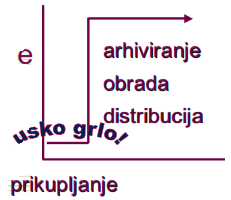 e
arhiviranje
obrada
distribucija
usko grlo!
prikupljanje